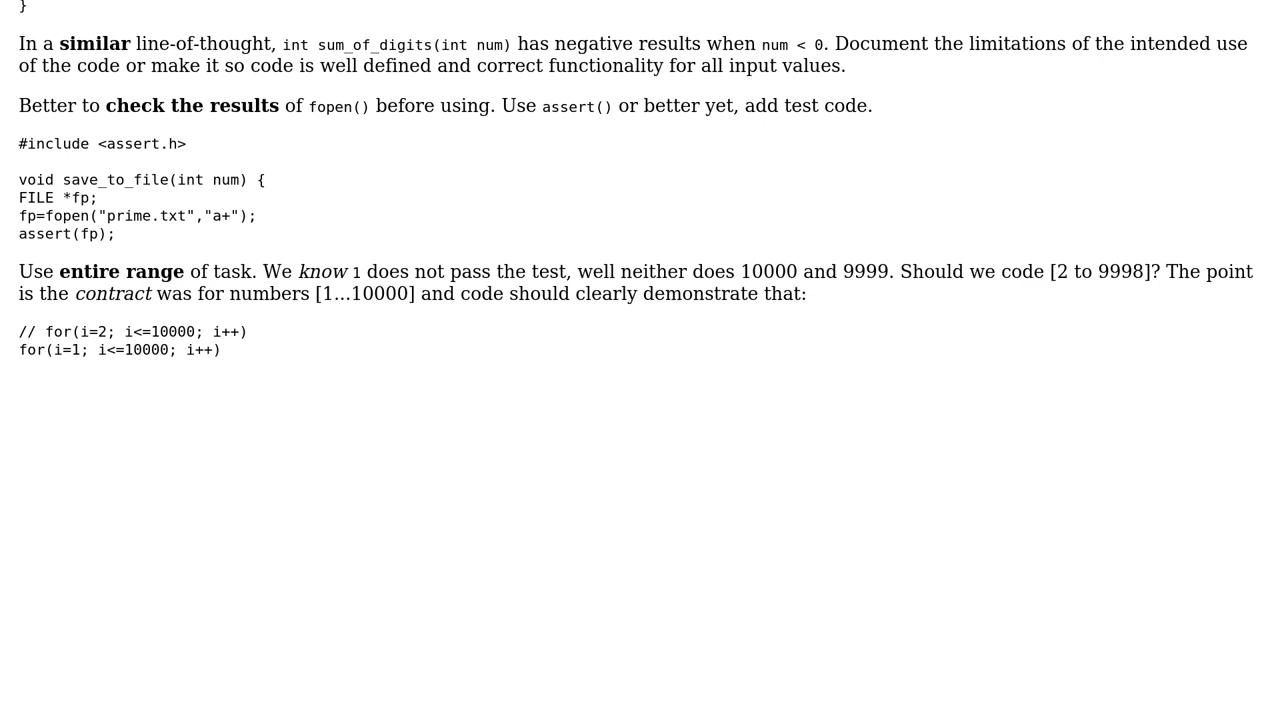 }
In a similar line-of-thought, int sum_of_digits(int num) has negative results when num < 0. Document the limitations of the intended use
of the code or make it so code is well defined and correct functionality for all input values.
Better to check the results of fopen() before using. Use assert() or better yet, add test code.
#include <assert.h>
void save_to_file(int num) {
FILE *fp;
fp=fopen("prime.txt","a+");
assert(fp);
Use entire range of task. We know 1 does not pass the test, well neither does 10000 and 9999. Should we code [2 to 9998]? The point
is the contract was for numbers [1...10000] and code should clearly demonstrate that:
// for(i=2; i<=10000; i++)
for(i=1; i<=10000; i++)